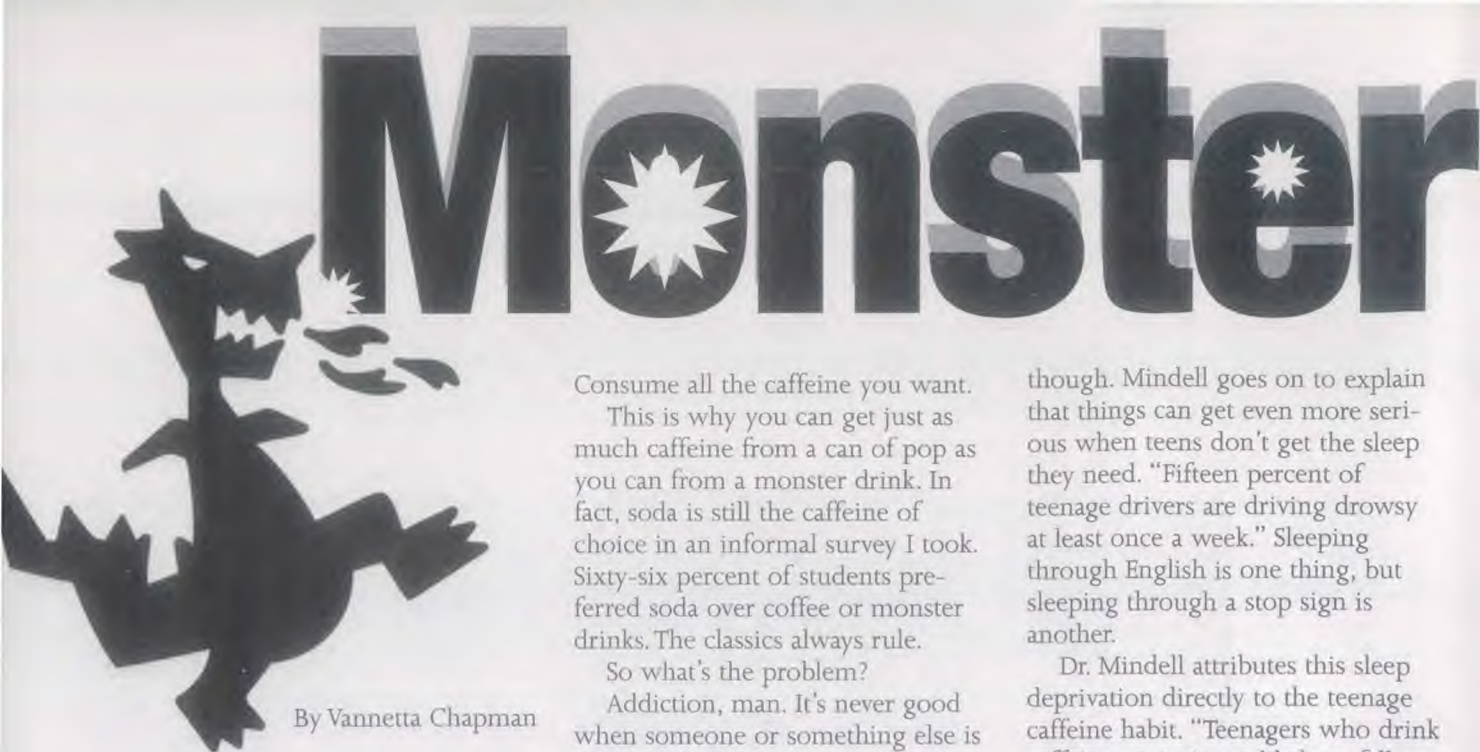 Monster
By Vannetta Chapman
Consume all the caffeine you want.
This is why you can get just as
much caffeine from a can of pop as
you can from a monster drink. In
fact, soda is still the caffeine of
choice in an informal survey I took.
Sixty-six percent of students pre-
ferred soda over coffee or monster
drinks. The classics always rule.
So what's the problem?
Addiction, man. It's never good
when someone or something else is
though. Mindell goes on to explain
that things can get even more seri-
ous when teens don't get the sleep
they need. "Fifteen percent of
teenage drivers are driving drowsy
at least once a week." Sleeping
through English is one thing, but
sleeping through a stop sign is
another.
Dr. Mindell attributes this sleep
deprivation directly to the teenage
caffeine habit. "Teenagers who drink